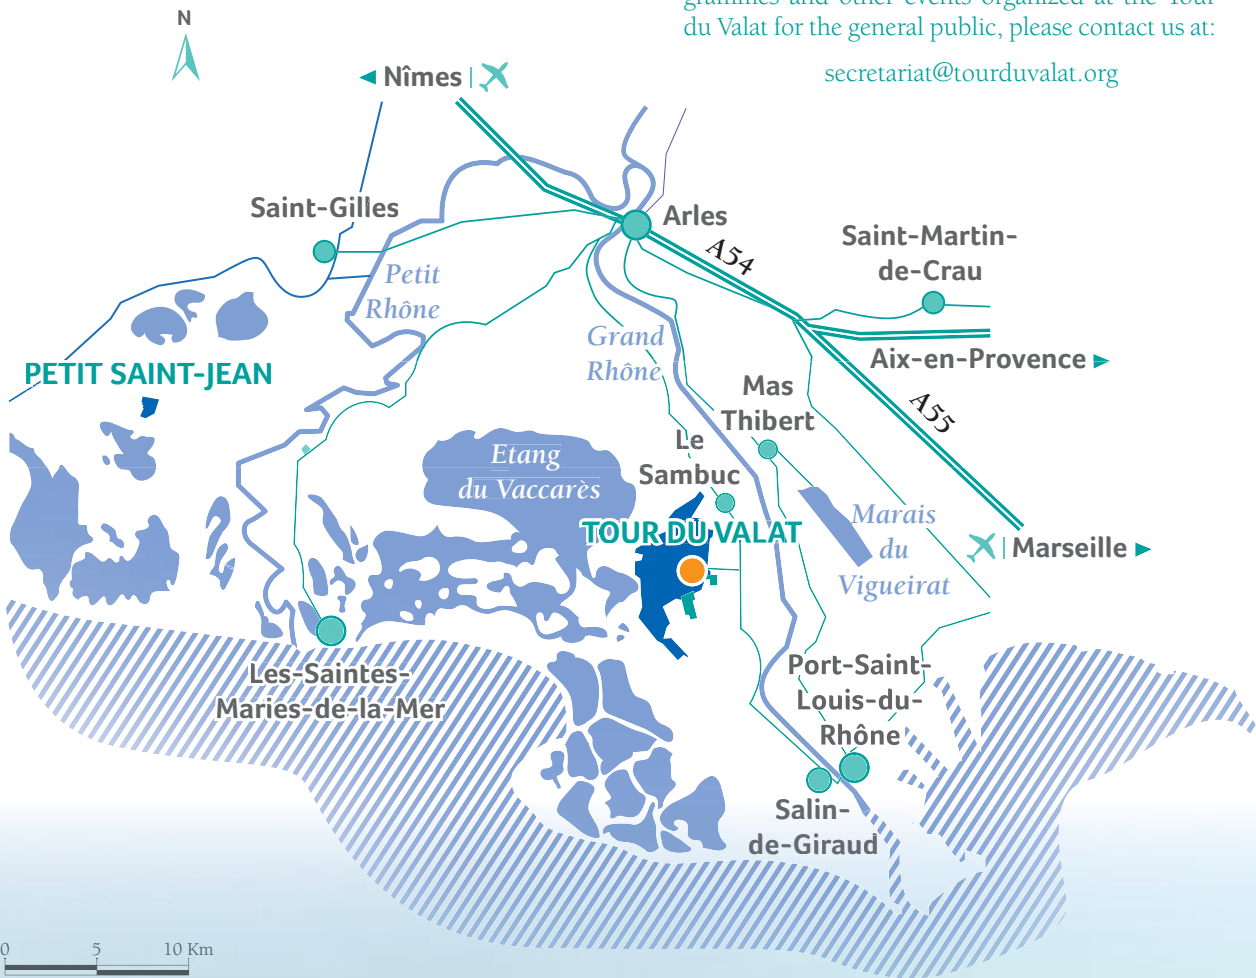 grammes and other events organized at the Tour
du Valat for the general public, please contact us at:
secretariat@tourduvalat.org
N
Nîmes
Saint-Gilles
Arles
A54
Saint-Martin-
de-Crau
Petit
Rhône
Grand
Rhône
Aix-en-Provence
PETIT SAINT-JEAN
Mas
Thibert
A55
Le
Sambuc
Etang
du Vaccarès
TOUR DU VALAT
Marais
du
Vigueirat
Marseille
Les-Saintes-
Maries-de-la-Mer
Port-Saint-
Louis-du-
Rhône
Salin-
de-Giraud
0 5 10 Km